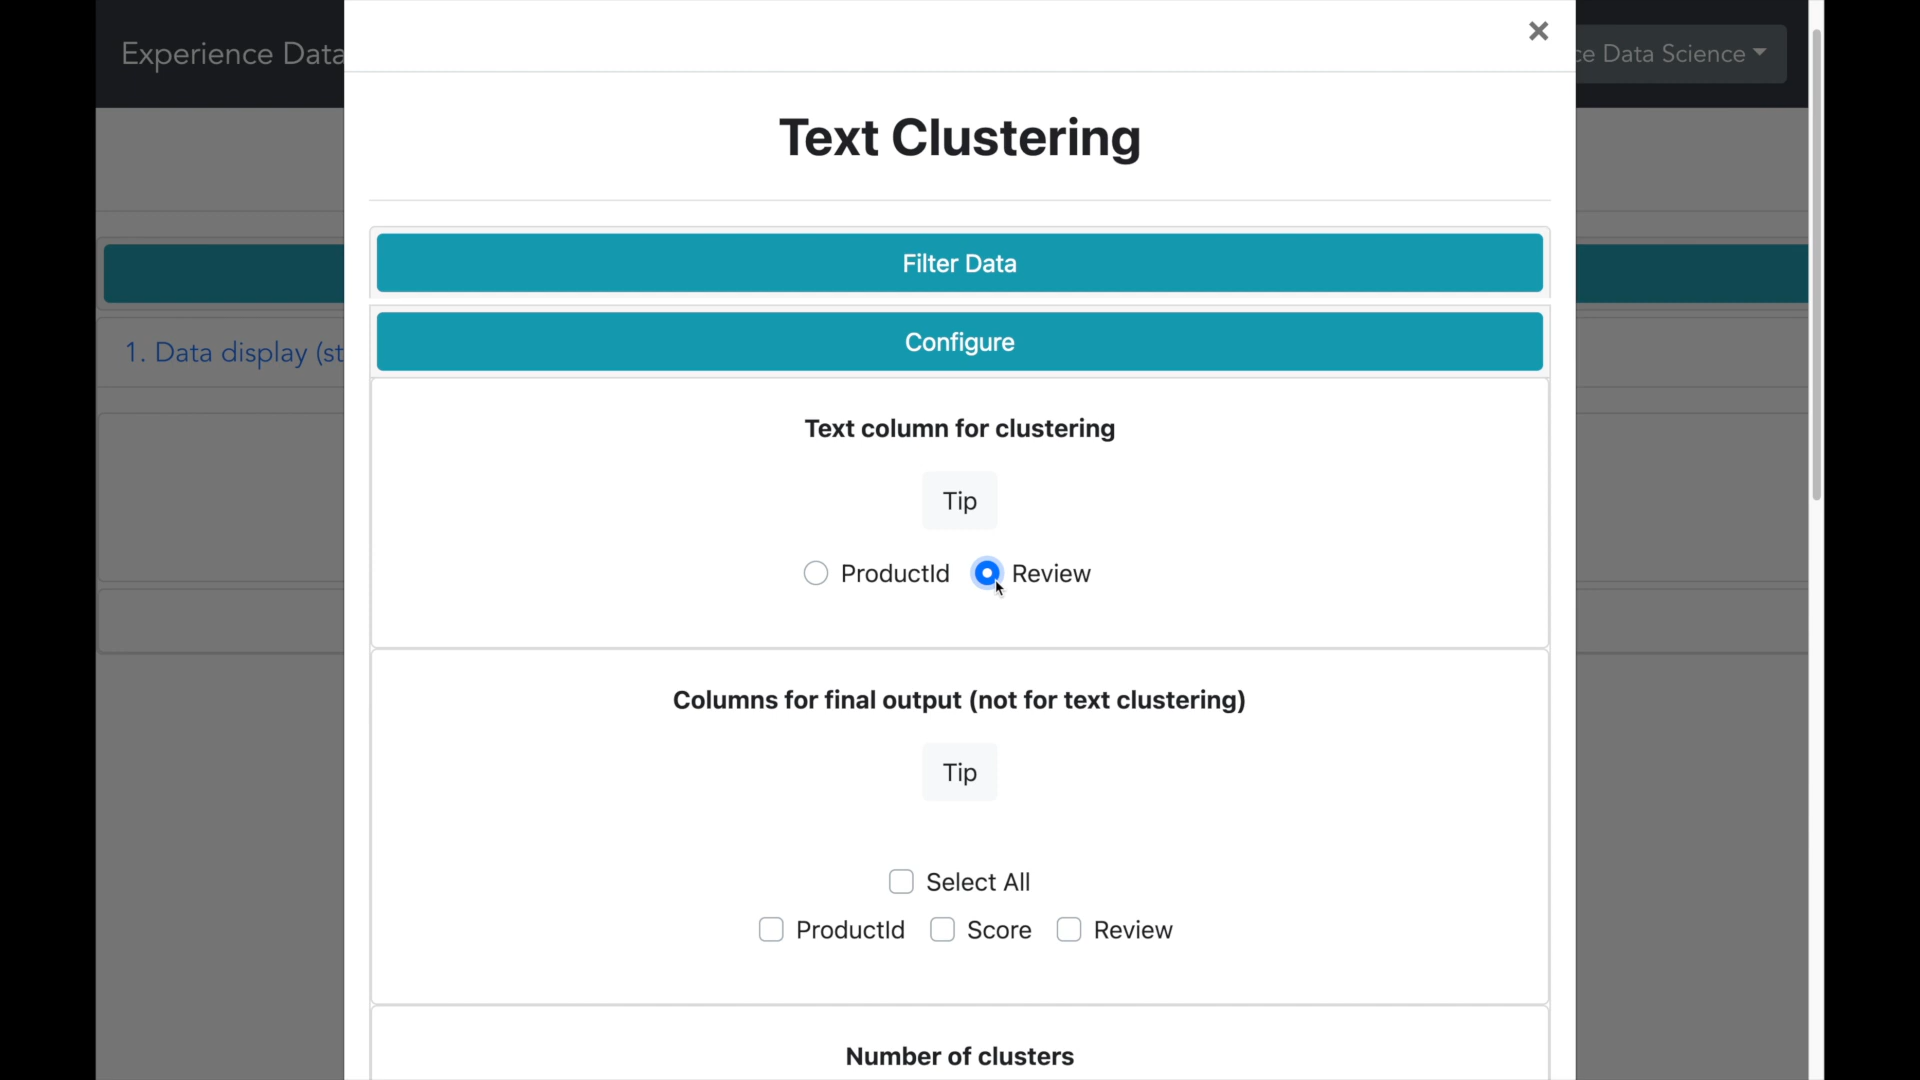 Experience Data
ce Data Science
Text Clustering
Filter Data
Configure
1. Data display (st
Text column for clustering
Tip
ProductId Review
Columns for final output (not for text clustering)
Tip
Select All
ProductId Score Review
Number of clusters